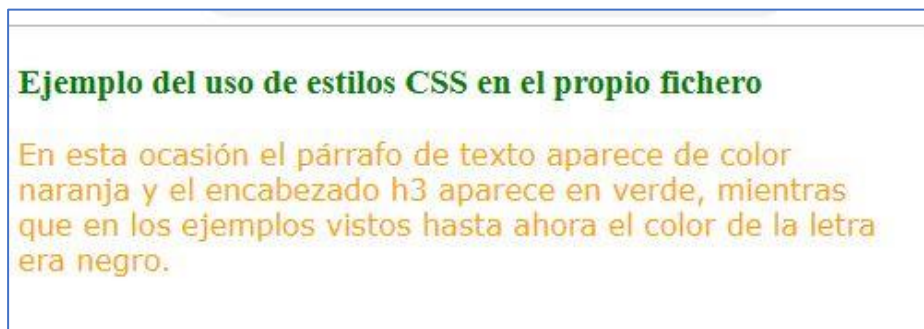 Ejemplo del uso de estilos CSS en el propio fichero
En esta ocasión el párrafo de texto aparece de color
naranja y el encabezado h3 aparece en verde, mientras
que en los ejemplos vistos hasta ahora el color de la letra
era negro.